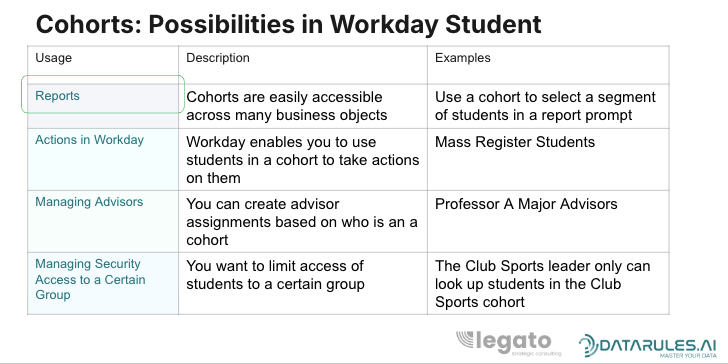 Cohorts: Possibilities in Workday Student
Usage
Description
Examples
Reports
Cohorts are easily accessible
across many business objects
Use a cohort to select a segment
of students in a report prompt
Actions in Workday
Workday enables you to use
students in a cohort to take actions
on them
Mass Register Students
Managing Advisors
You can create advisor
assignments based on who is an a
cohort
Professor A Major Advisors
Managing Security
Access to a Certain
Group
You want to limit access of
students to a certain group
The Club Sports leader only can
look up students in the Club
Sports cohort
legato
strategic consulting
DATARULES.AI
MASTER YOUR DATA